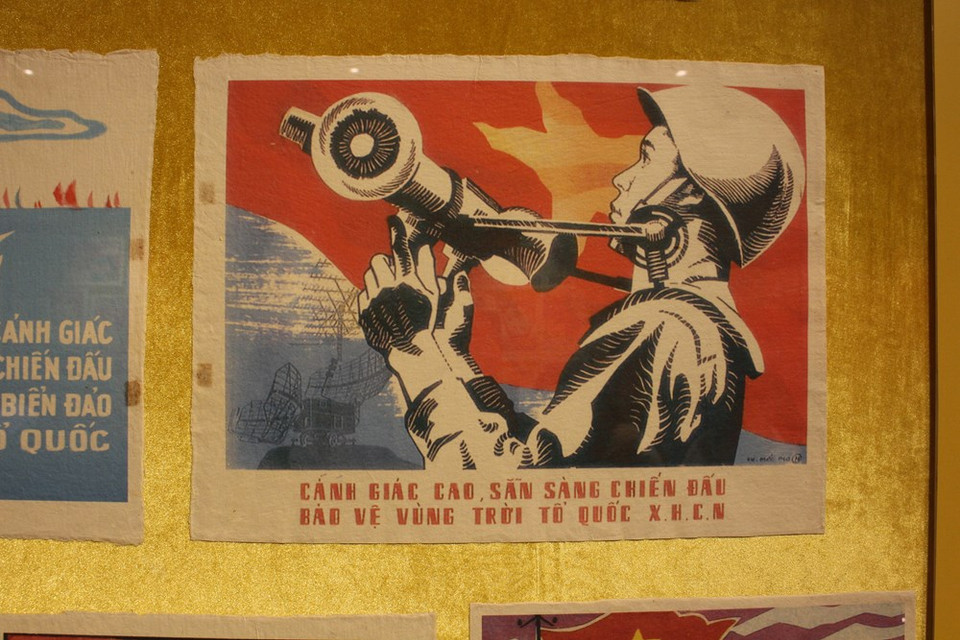 CẢNH GIÁC
CHIẾN ĐẤU
BIỂN ĐẢO
Ổ QUỐC
CẢNH GIÁC CAO, SẴN SÀNG CHIẾN ĐẤU
BẢO VỆ VÙNG TRỜI TỔ QUỐC X.H.C.N